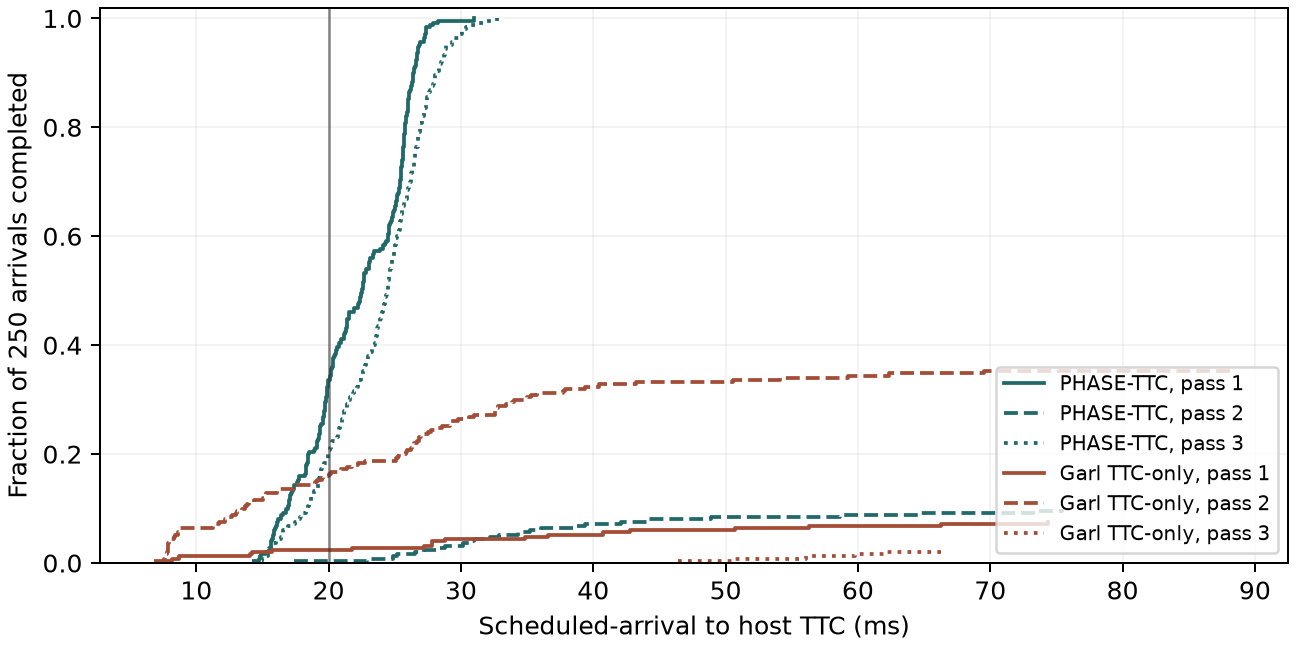 Fraction of 250 arrivals completed
1.0
0.8
0.6
0.4
0.2
0.0
10 20 30 40 50 60 70 80 90
Scheduled-arrival to host TTC (ms)
PHASE-TTC, pass 1
PHASE-TTC, pass 2
PHASE-TTC, pass 3
Garl TTC-only, pass 1
Garl TTC-only, pass 2
Garl TTC-only, pass 3